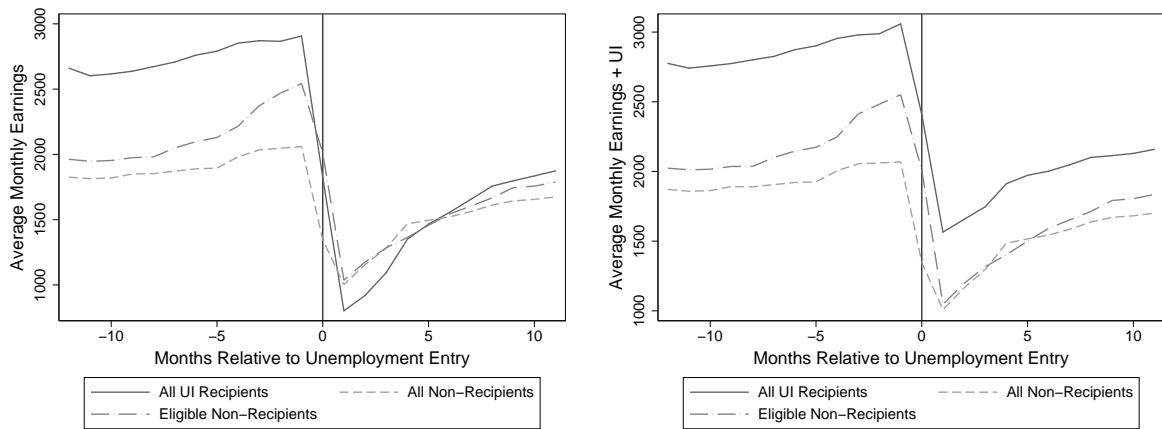 Average Monthly Earnings
3000
2500
2000
1500
1000
−10
−5
0
5
10
Months Relative to Unemployment Entry
All UI Recipients
All Non−Recipients
Eligible Non−Recipients
Average Monthly Earnings + UI
3000
2500
2000
1500
1000
−10
−5
0
5
10
Months Relative to Unemployment Entry
All UI Recipients
All Non−Recipients
Eligible Non−Recipients